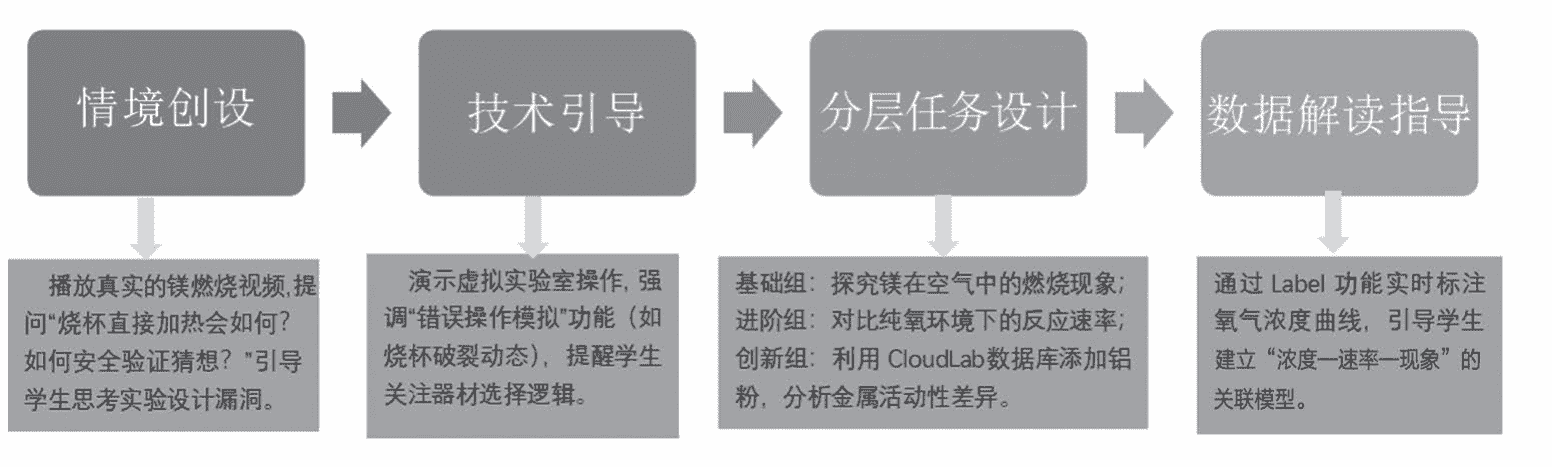 情境创设
技术引导
分层任务设计
数据解读指导
播放真实的镁燃烧视频,提
问“烧杯直接加热会如何?
如何安全验证猜想?”引导
学生思考实验设计漏洞。
演示虚拟实验室操作,强
调“错误操作模拟”功能（如
烧杯破裂动态），提醒学生
关注器材选择逻辑。
基础组：探究镁在空气中的燃烧现象；
进阶组：对比纯氧环境下的反应速率；
创新组：利用 CloudLab数据库添加铝
粉，分析金属活动性差异。
通过 Label 功能实时标注
氧气浓度曲线，引导学生
建立“浓度—速率—现象”的
关联模型。